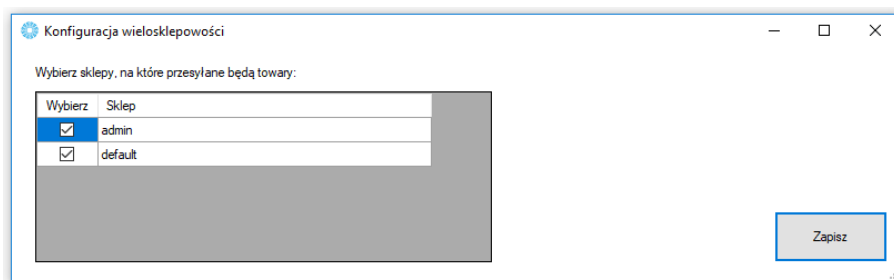 Konfiguracja wielosklepowości
Wybierz sklepy, na które przesyłane będą towary:
Wybierz Sklep
admin
default
Zapisz